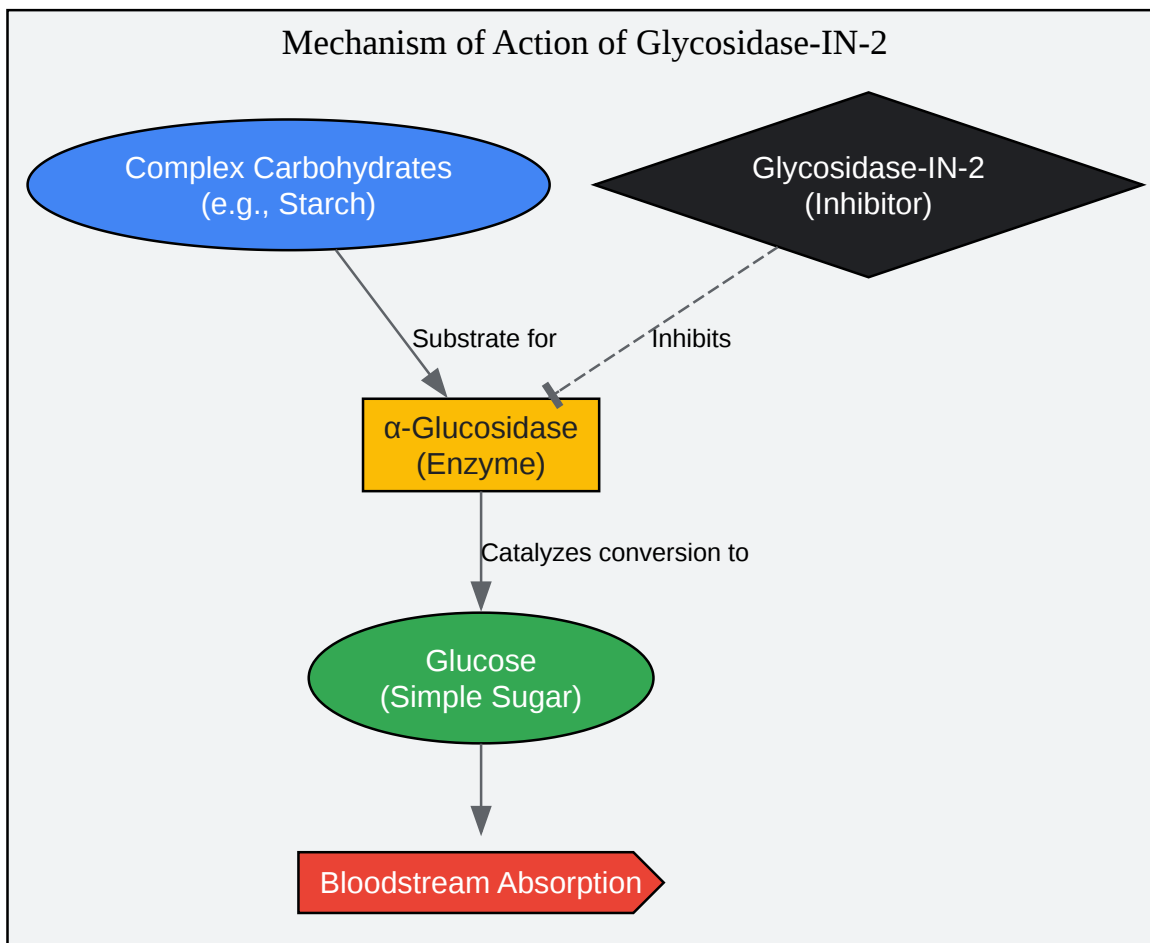 Mechanism of Action of Glycosidase-IN-2
Complex Carbohydrates
(e.g., Starch)
Glycosidase-IN-2
(Inhibitor)
Substrate for
Inhibits
α-Glucosidase
(Enzyme)
Catalyzes conversion to
Glucose
(Simple Sugar)
Bloodstream Absorption